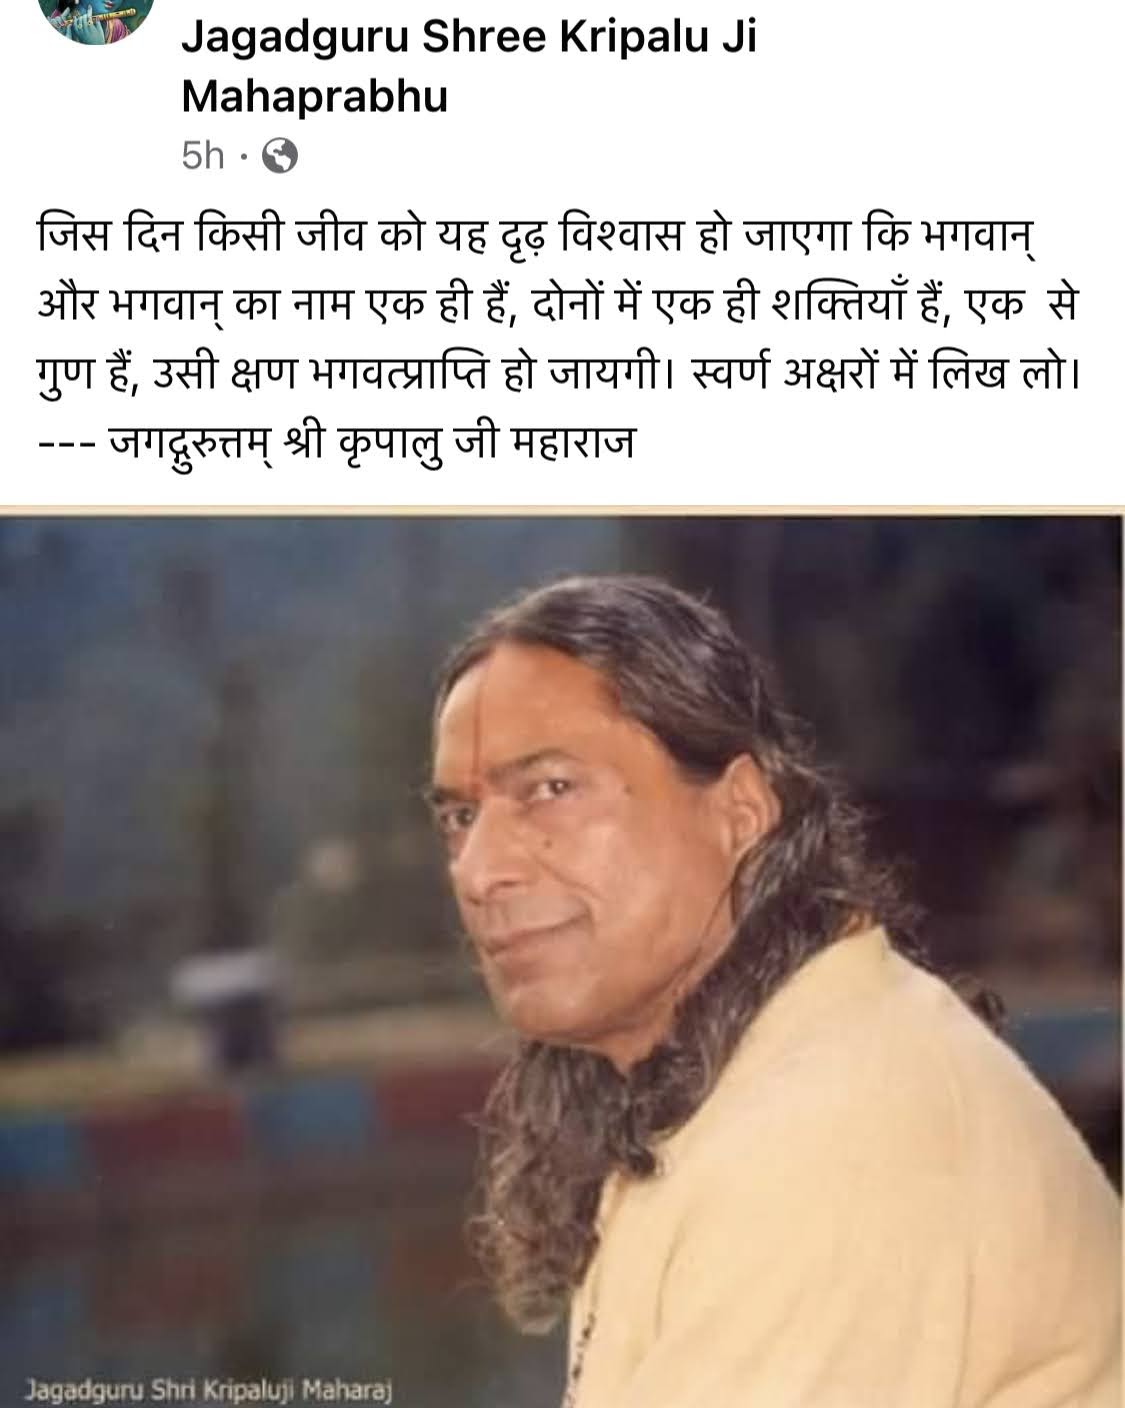 Jagadguru Shree Kripalu Ji
Mahaprabhu
5h ·
जिस दिन किसी जीव को यह दृढ़ विश्वास हो जाएगा कि भगवान्
और भगवान् का नाम एक ही हैं, दोनों में एक ही शक्तियाँ हैं, एक  से
गुण हैं, उसी क्षण भगवत्प्राप्ति हो जायगी। स्वर्ण अक्षरों में लिख लो।
--- जगद्गुरुत्तम् श्री कृपालु जी महाराज
Jagadguru Shri Kripaluji Maharaj